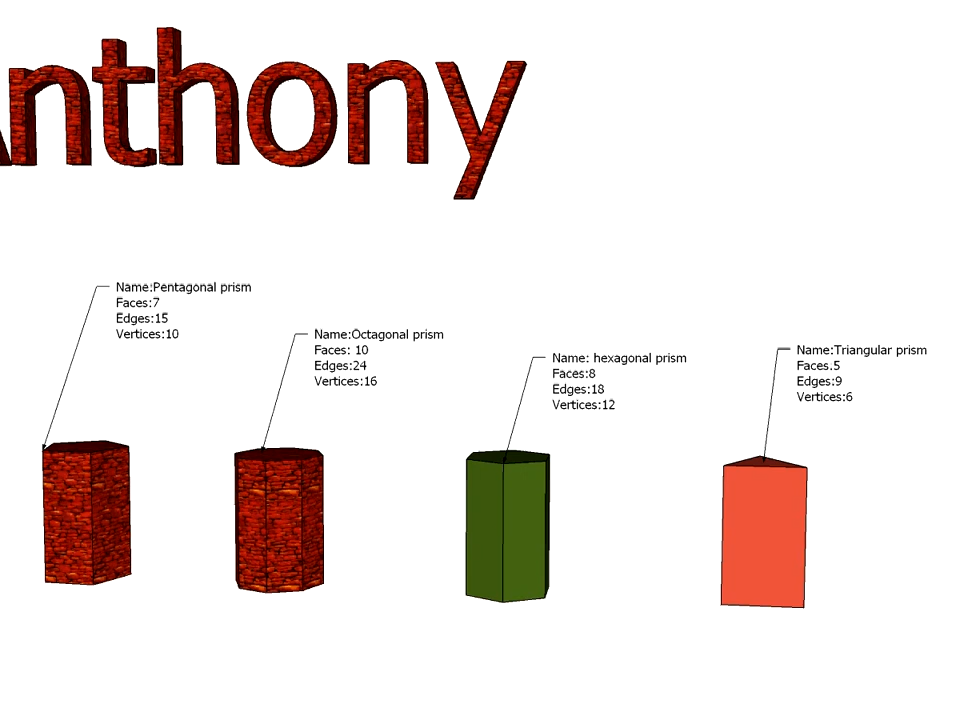 Anthony
Name:Pentagonal prism
Faces:7
Edges:15
Vertices:10
Name:Octagonal prism
Faces: 10
Edges:24
Vertices:16
Name: hexagonal prism
Faces:8
Edges:18
Vertices:12
Name:Triangular prism
Faces.5
Edges:9
Vertices:6